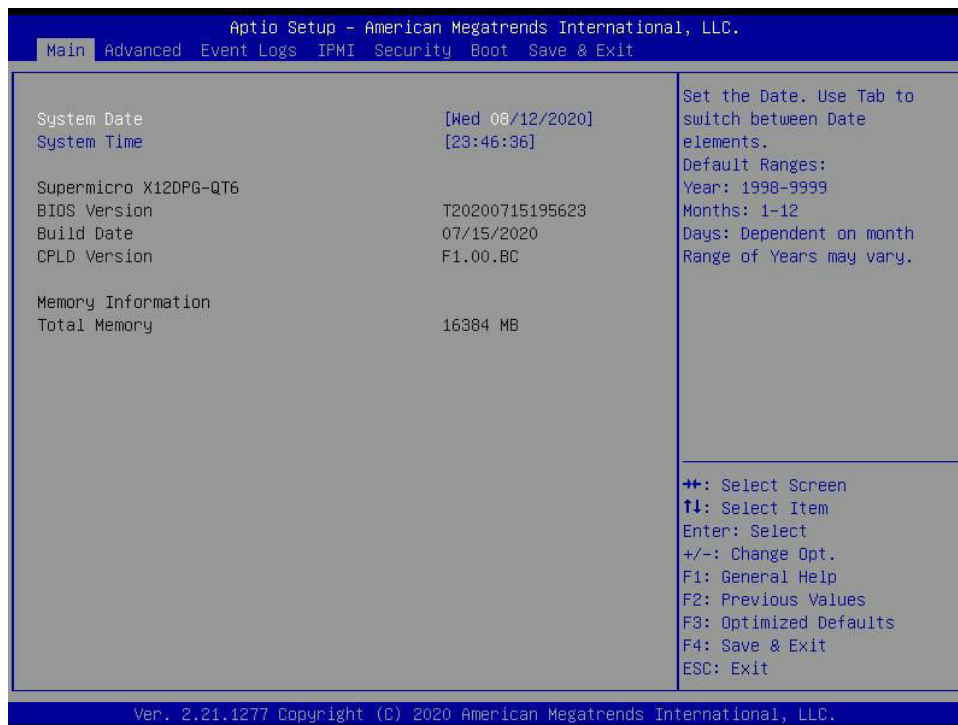 Aptio Setup – American Megatrends International, LLC.
Main Advanced Event Logs IPMI Security Boot Save & Exit
System Date [Wed 08/12/2020]
System Time [23:46:36]
Supermicro X12DPG-QT6
BIOS Version T20200715195623
Build Date 07/15/2020
CPLD Version F1.00.BC
Memory Information
Total Memory 16384 MB
Set the Date. Use Tab to
switch between Date
elements.
Default Ranges:
Year: 1998-9999
Months: 1-12
Days: Dependent on month
Range of Years may vary.
→←: Select Screen
↑↓: Select Item
Enter: Select
+/-: Change Opt.
F1: General Help
F2: Previous Values
F3: Optimized Defaults
F4: Save & Exit
ESC: Exit
Ver. 2.21.1277 Copyright (C) 2020 American Megatrends International, LLC.